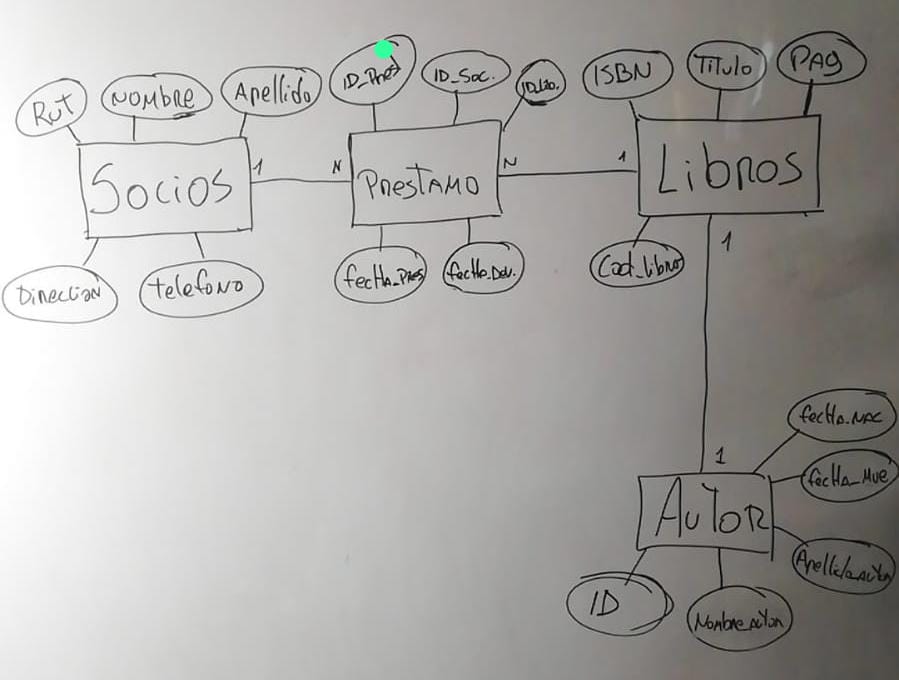 Rut
NOMBRE
Apellido
ID_Pres
ID_Soc.
ISBN
Titulo
PAG
Socios
1
N
PRESTAMO
N
1
Libros
Direccion
telefono
fecHa_PRES
fecHa_Dev.
Cod_libro
1
1
AuToR
fecHa_NAC
fecHa_Mue
Apellido_AuTor
ID
Nombre_AuTor